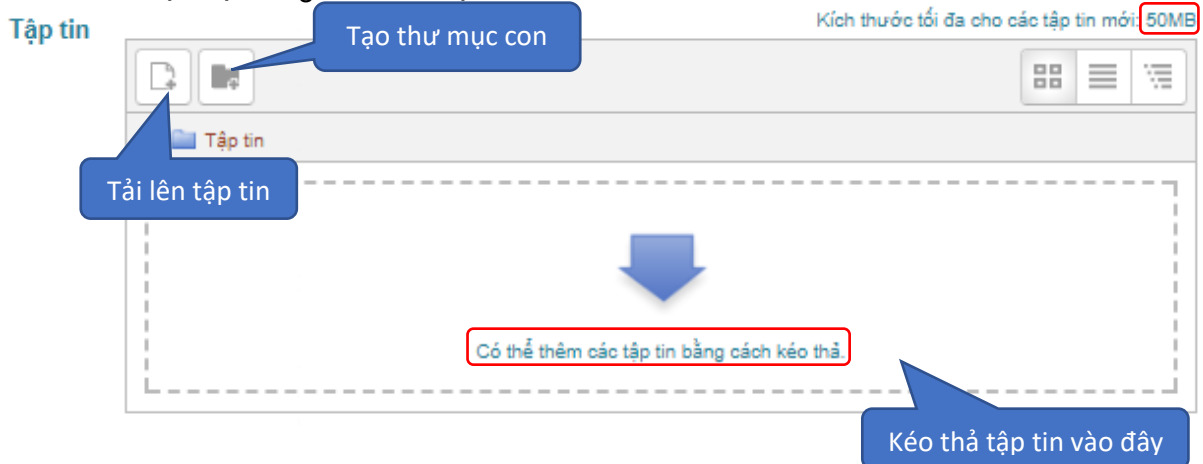 Tập tin
Kích thước tối đa cho các tập tin mới: 50MB
Tạo thư mục con
Tập tin
Tải lên tập tin
Có thể thêm các tập tin bằng cách kéo thả.
Kéo thả tập tin vào đây